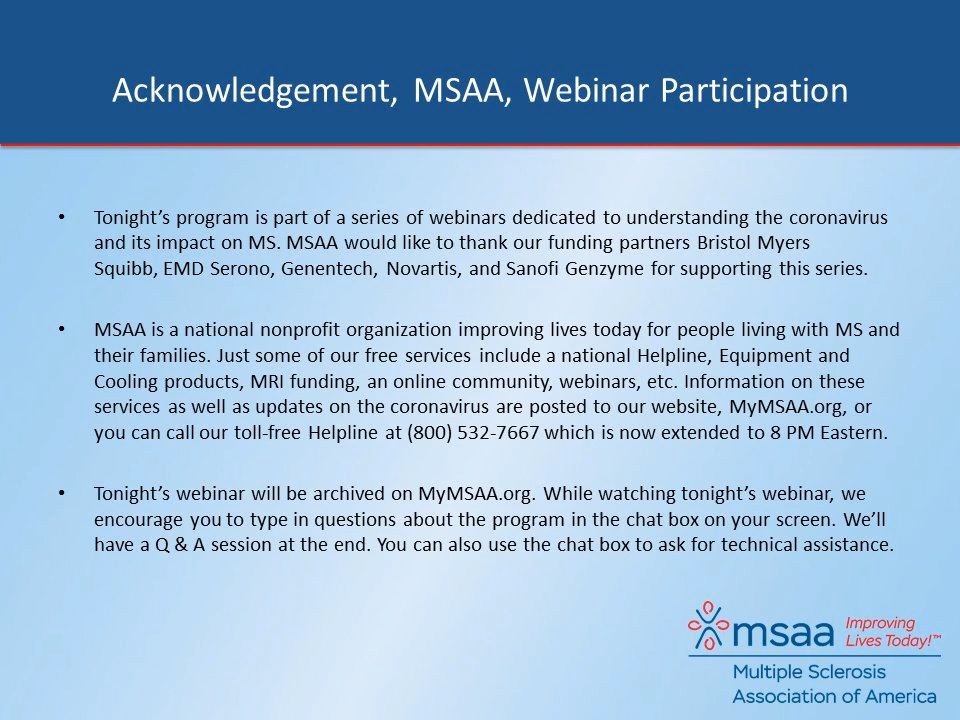 Acknowledgement, MSAA, Webinar Participation
• Tonight’s program is part of a series of webinars dedicated to understanding the coronavirus
and its impact on MS. MSAA would like to thank our funding partners Bristol Myers
Squibb, EMD Serono, Genentech, Novartis, and Sanofi Genzyme for supporting this series.
• MSAA is a national nonprofit organization improving lives today for people living with MS and
their families. Just some of our free services include a national Helpline, Equipment and
Cooling products, MRI funding, an online community, webinars, etc. Information on these
services as well as updates on the coronavirus are posted to our website, MyMSAA.org, or
you can call our toll-free Helpline at (800) 532-7667 which is now extended to 8 PM Eastern.
• Tonight’s webinar will be archived on MyMSAA.org. While watching tonight’s webinar, we
encourage you to type in questions about the program in the chat box on your screen. We’ll
have a Q & A session at the end. You can also use the chat box to ask for technical assistance.
msaa
Improving
Lives Today!™
Multiple Sclerosis
Association of America